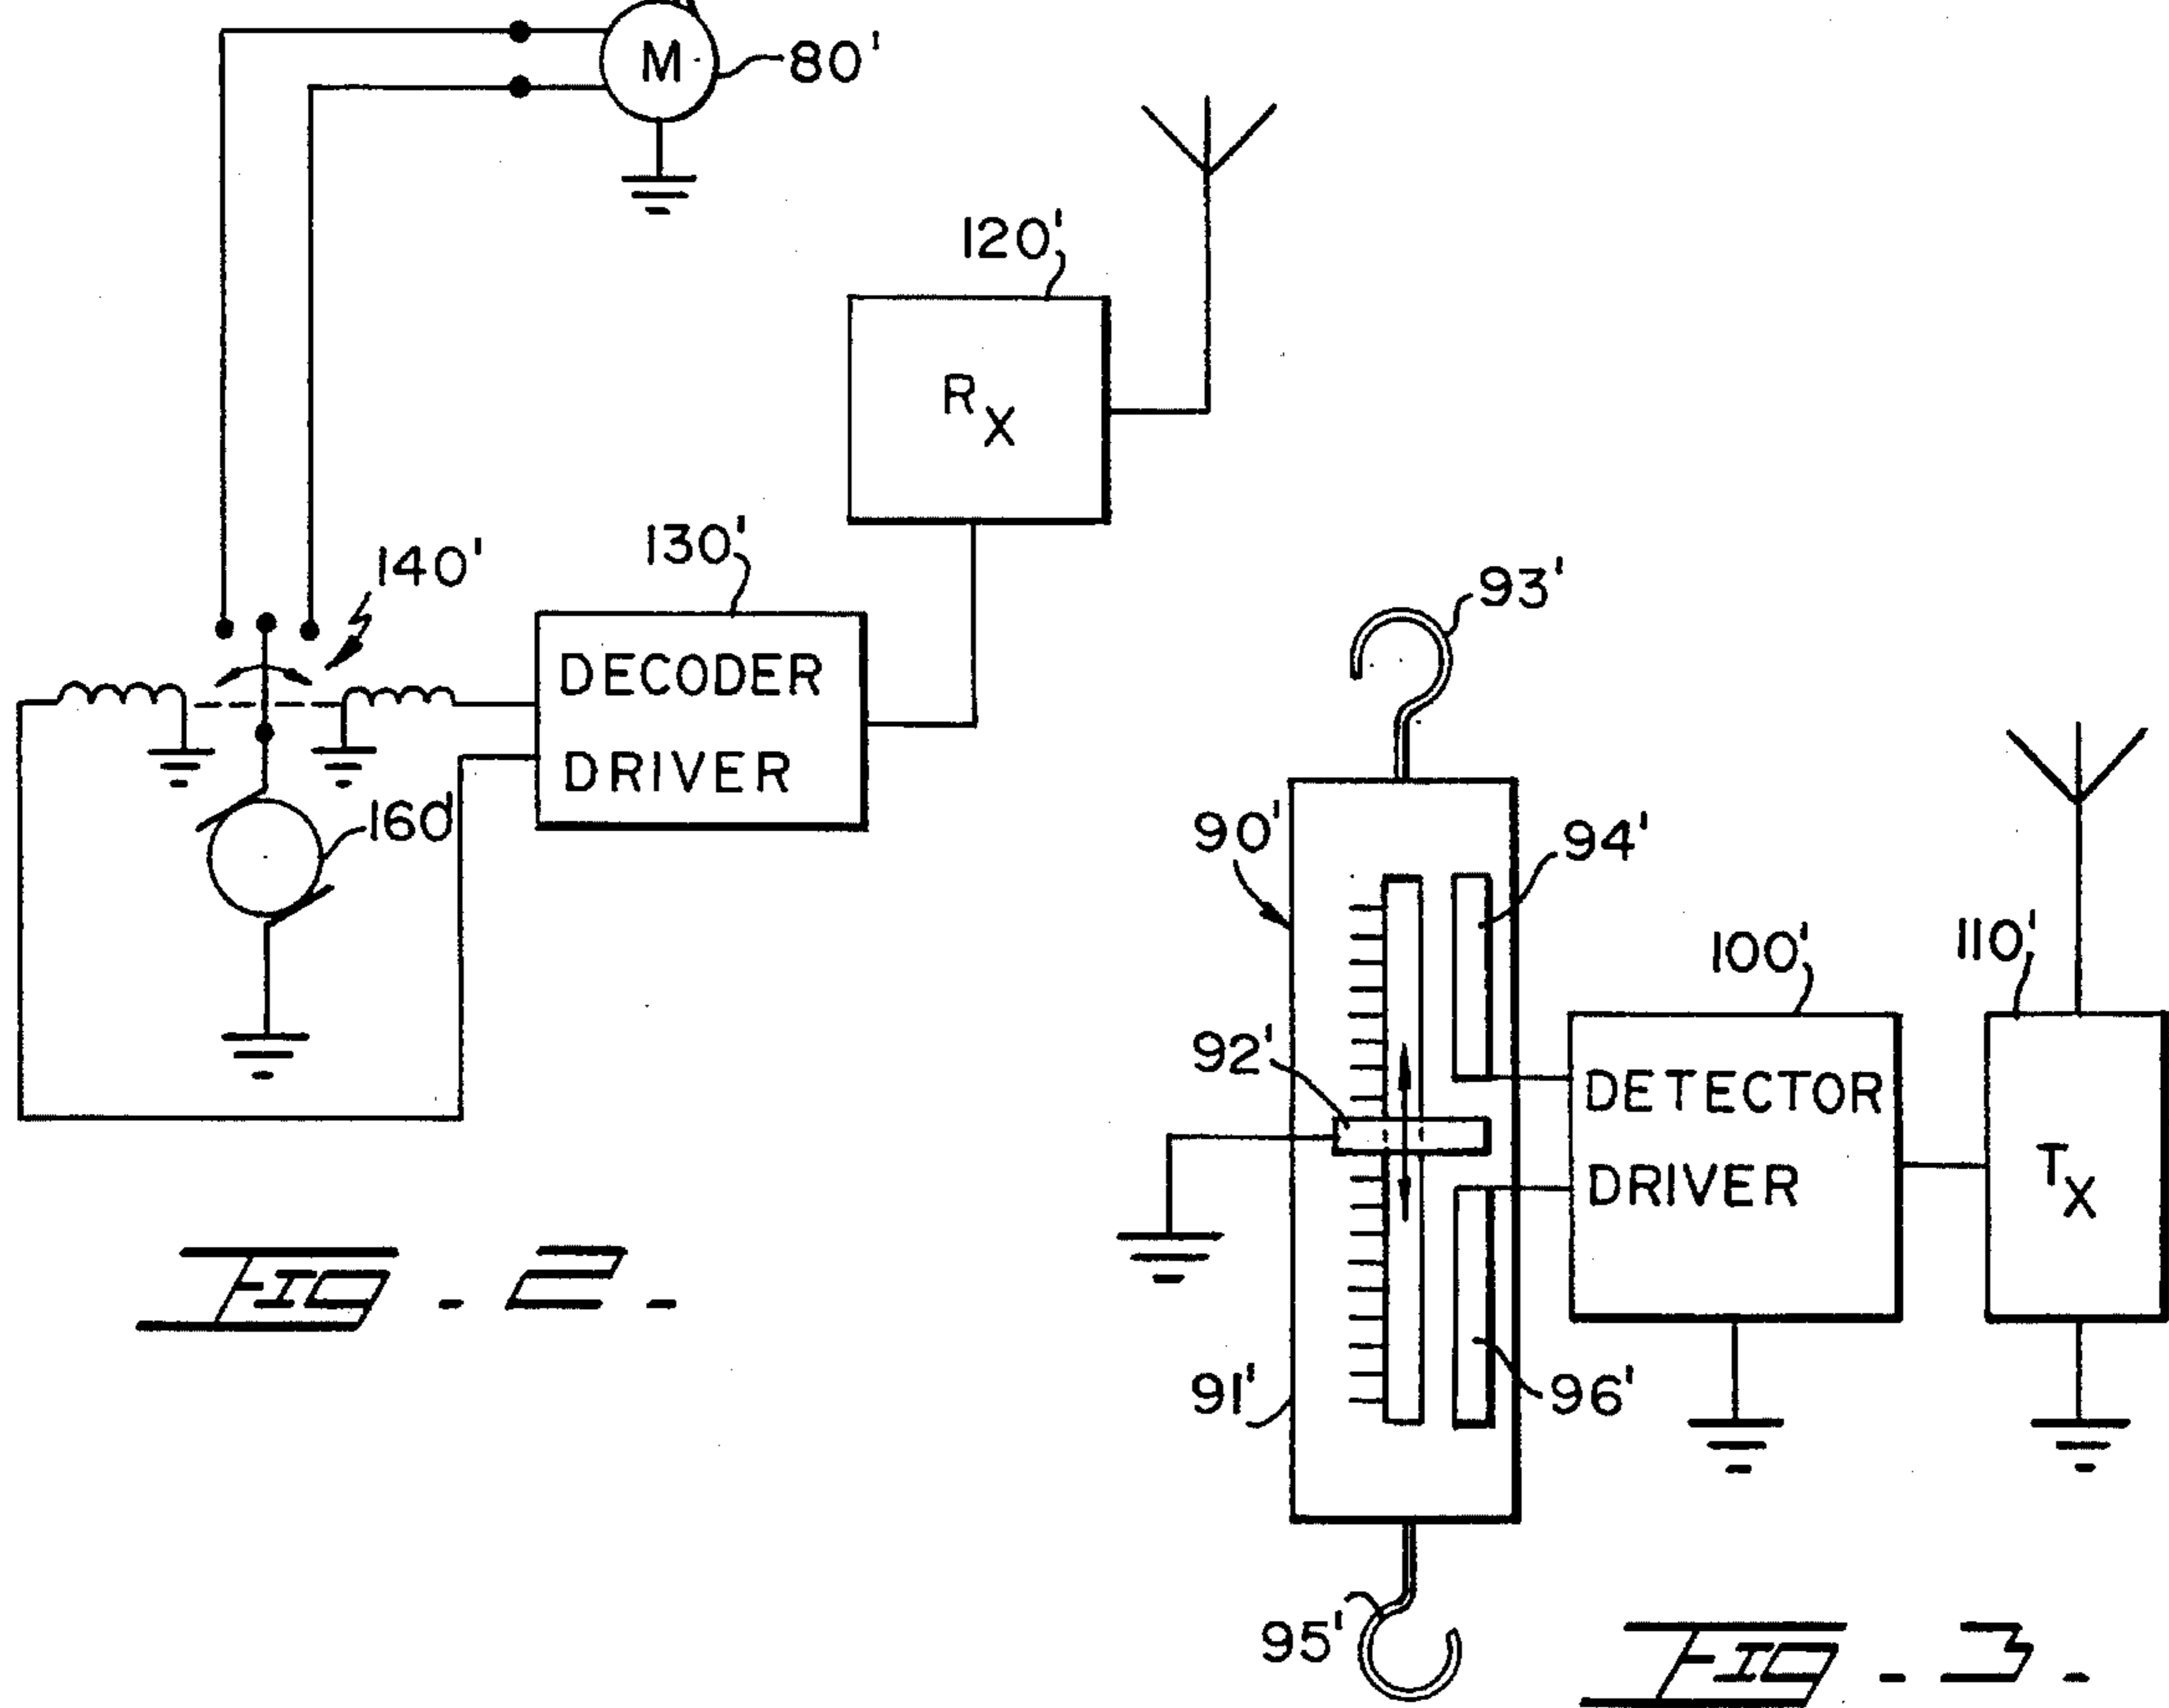 M
80'
120'
RX
130'
140'
DECODER
DRIVER
160'
FIG - 2 -
93'
90'
94'
92'
100'
110'
DETECTOR
DRIVER
TX
91'
96'
95'
FIG - 3 -